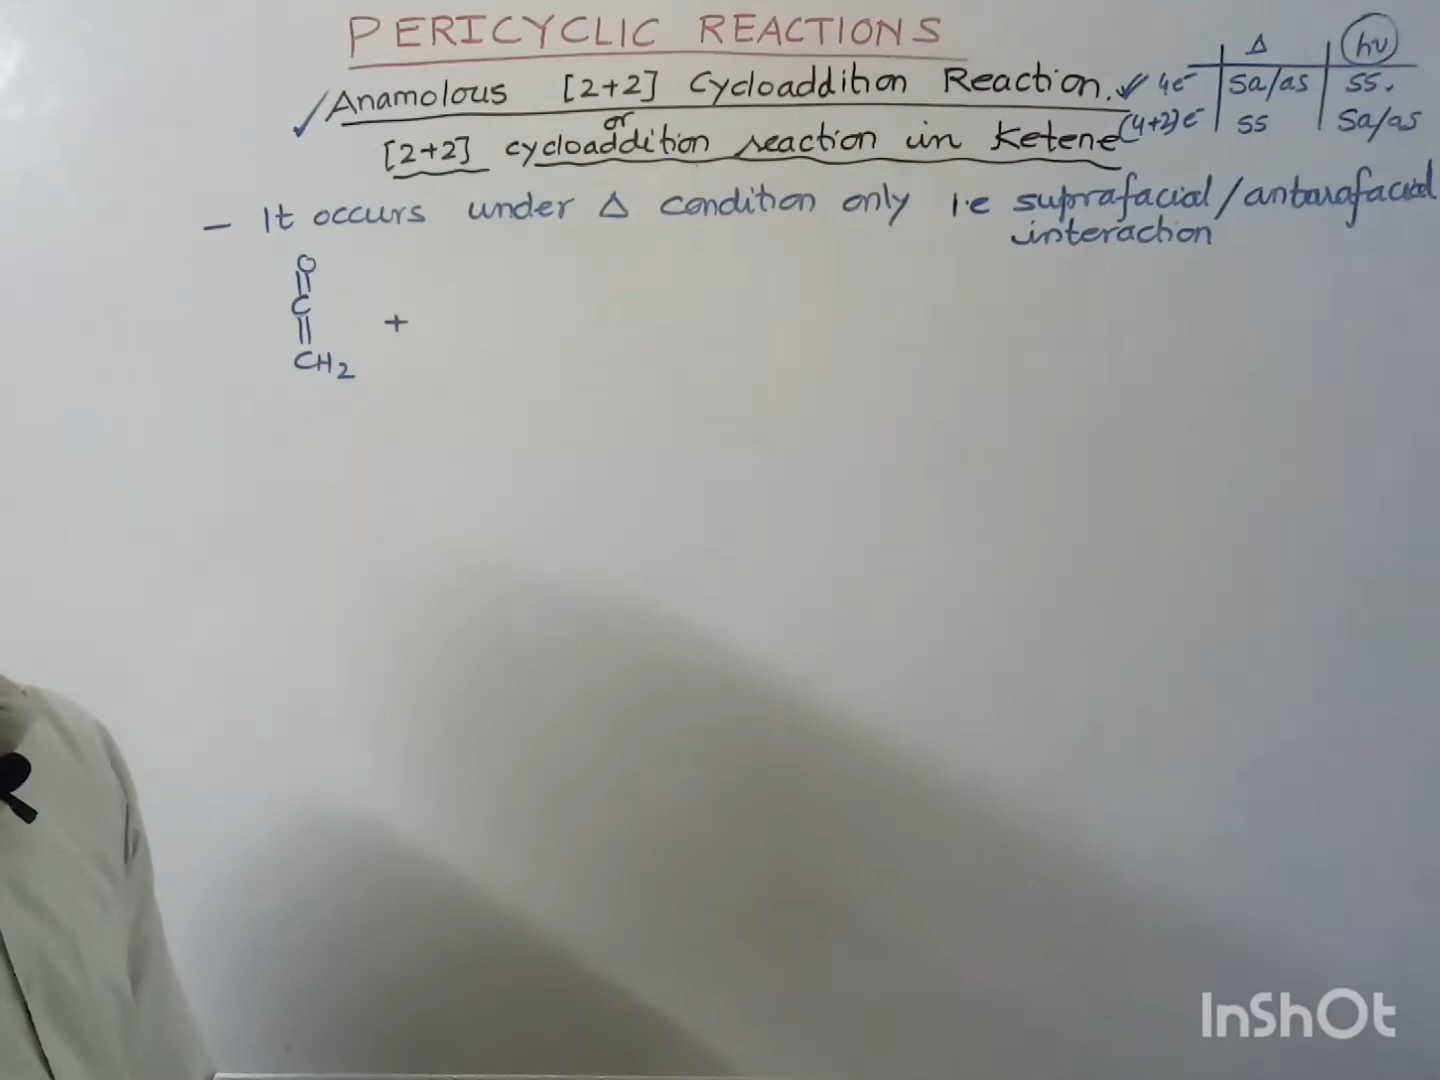 PERICYCLIC REACTIONS
Anamolous [2+2] Cycloaddition Reaction.
or
[2+2] cycloaddition reaction in Ketene
Δ hν
4e⁻ sa/as ss.
(4+2)e⁻ ss sa/as
– It occurs under Δ condition only i.e suprafacial/antarafacial
interaction
O
C +
CH₂
InShOt